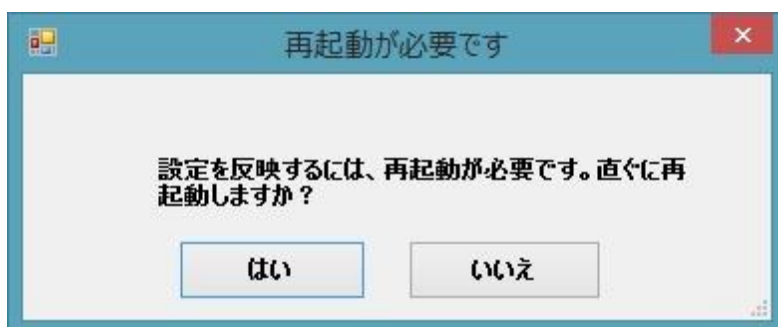 再起動が必要です
設定を反映するには、再起動が必要です。直ぐに再
起動しますか？
はい
いいえ